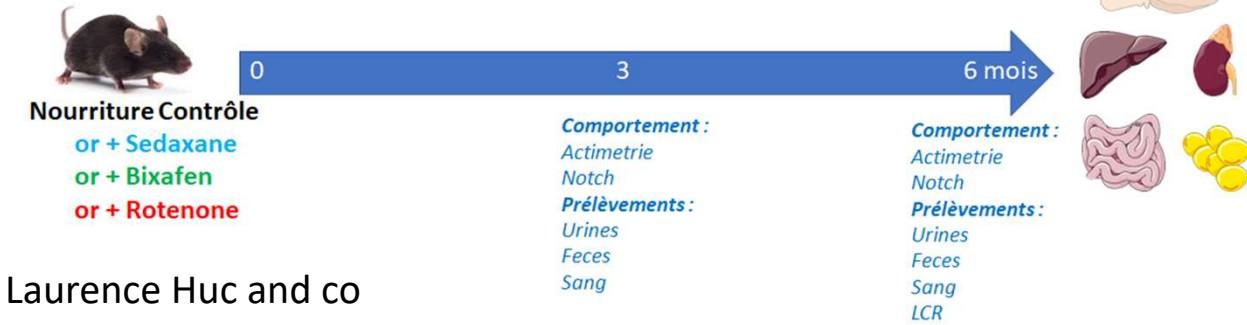 0 3 6 mois
Nourriture Contrôle
or + Sedaxane
or + Bixafen
or + Rotenone
Comportement :
Actimetrie
Notch
Prélèvements :
Urines
Feces
Sang
Comportement :
Actimetrie
Notch
Prélèvements :
Urines
Feces
Sang
LCR
Laurence Huc and co